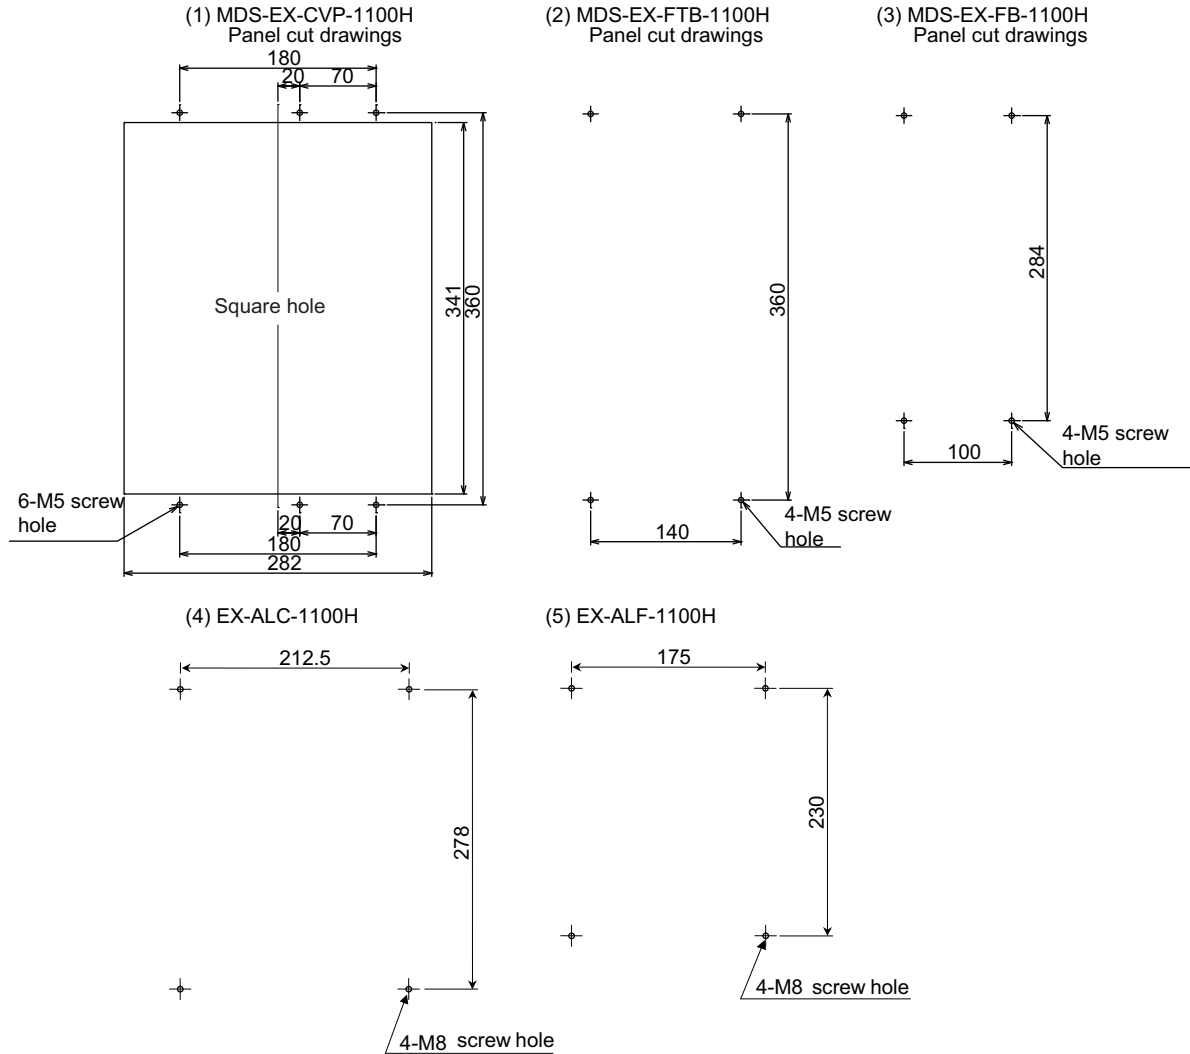 (1) MDS-EX-CVP-1100H
Panel cut drawings
180
20
70
341
360
Square hole
6-M5 screw
hole
20
70
180
282
(2) MDS-EX-FTB-1100H
Panel cut drawings
360
140
4-M5 screw
hole
(3) MDS-EX-FB-1100H
Panel cut drawings
284
100
4-M5 screw
hole
(4) EX-ALC-1100H
212.5
278
4-M8 screw hole
(5) EX-ALF-1100H
175
230
4-M8 screw hole